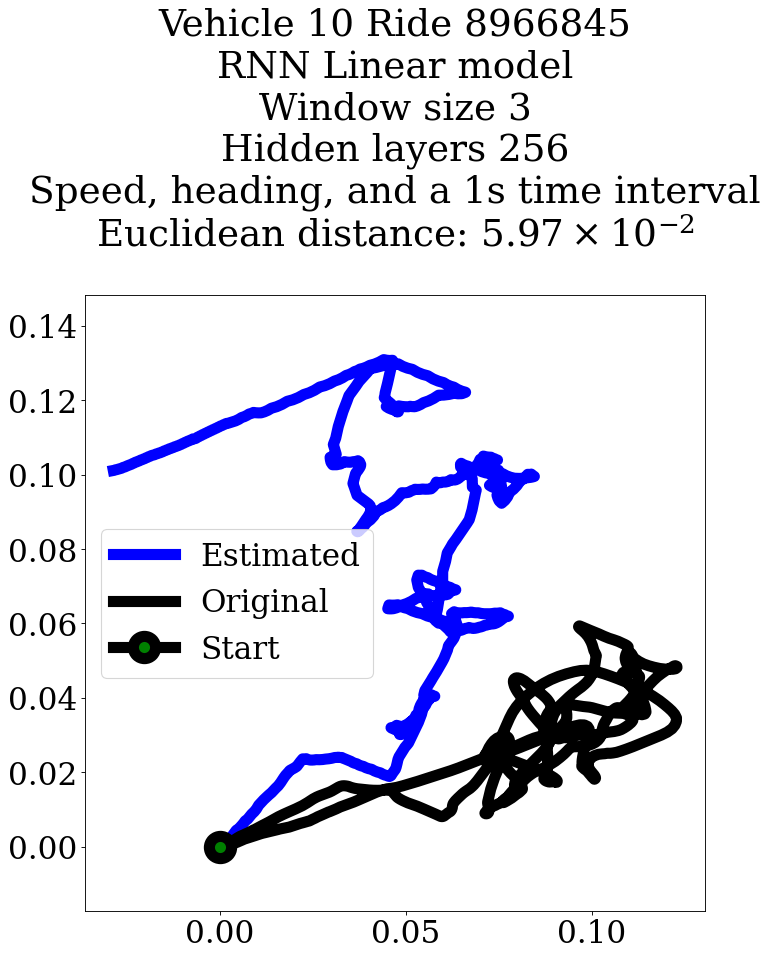 Vehicle 10 Ride 8966845
RNN Linear model
Window size 3
Hidden layers 256
Speed, heading, and a 1s time interval
Euclidean distance: 5.97 × 10⁻²
0.14
0.12
0.10
0.08
0.06
0.04
0.02
0.00
Estimated
Original
Start
0.00 0.05 0.10